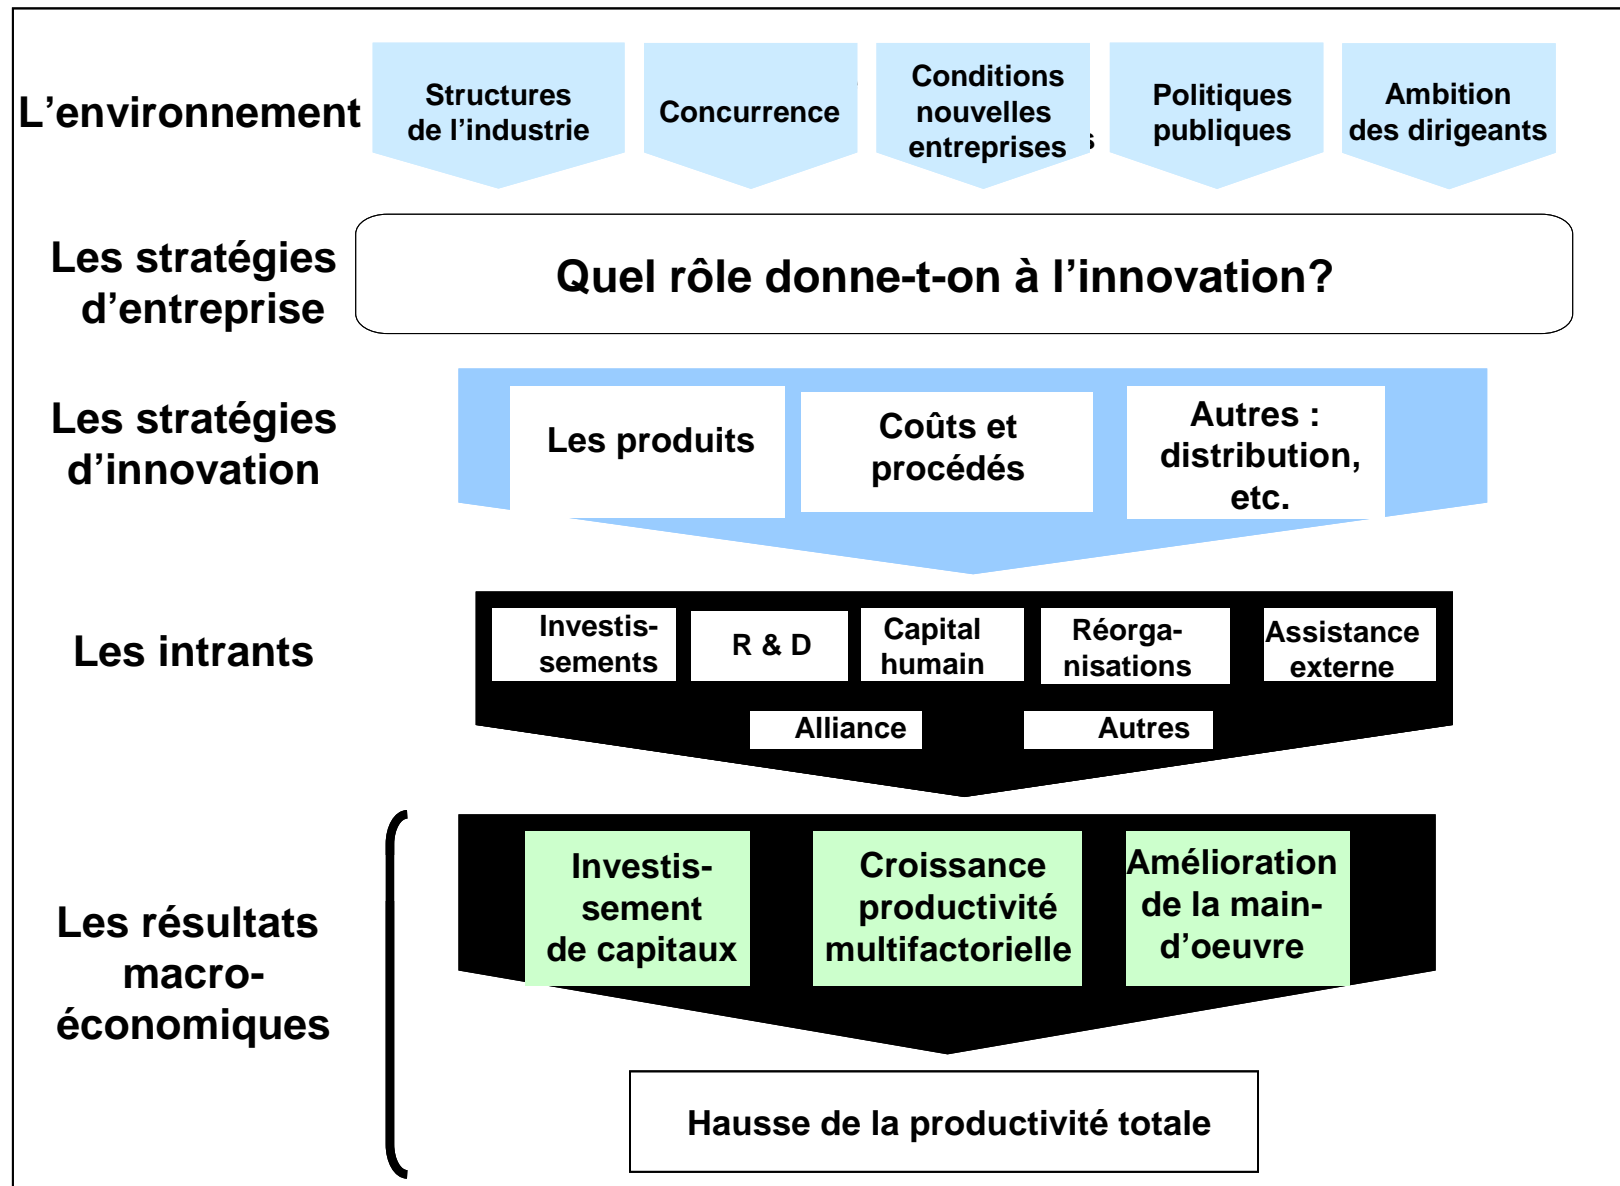 L’environnement
Structures
de l’industrie
Concurrence
Conditions
nouvelles
entreprises
Politiques
publiques
Ambition
des dirigeants
Les stratégies
d’entreprise
Quel rôle donne-t-on à l’innovation?
Les stratégies
d’innovation
Les produits
Coûts et
procédés
Autres :
distribution,
etc.
Les intrants
Investis-
sements
R & D
Capital
humain
Réorga-
nisations
Assistance
externe
Alliance
Autres
Les résultats
macro-
économiques
Investis-
sement
de capitaux
Croissance
productivité
multifactorielle
Amélioration
de la main-
d’oeuvre
Hausse de la productivité totale